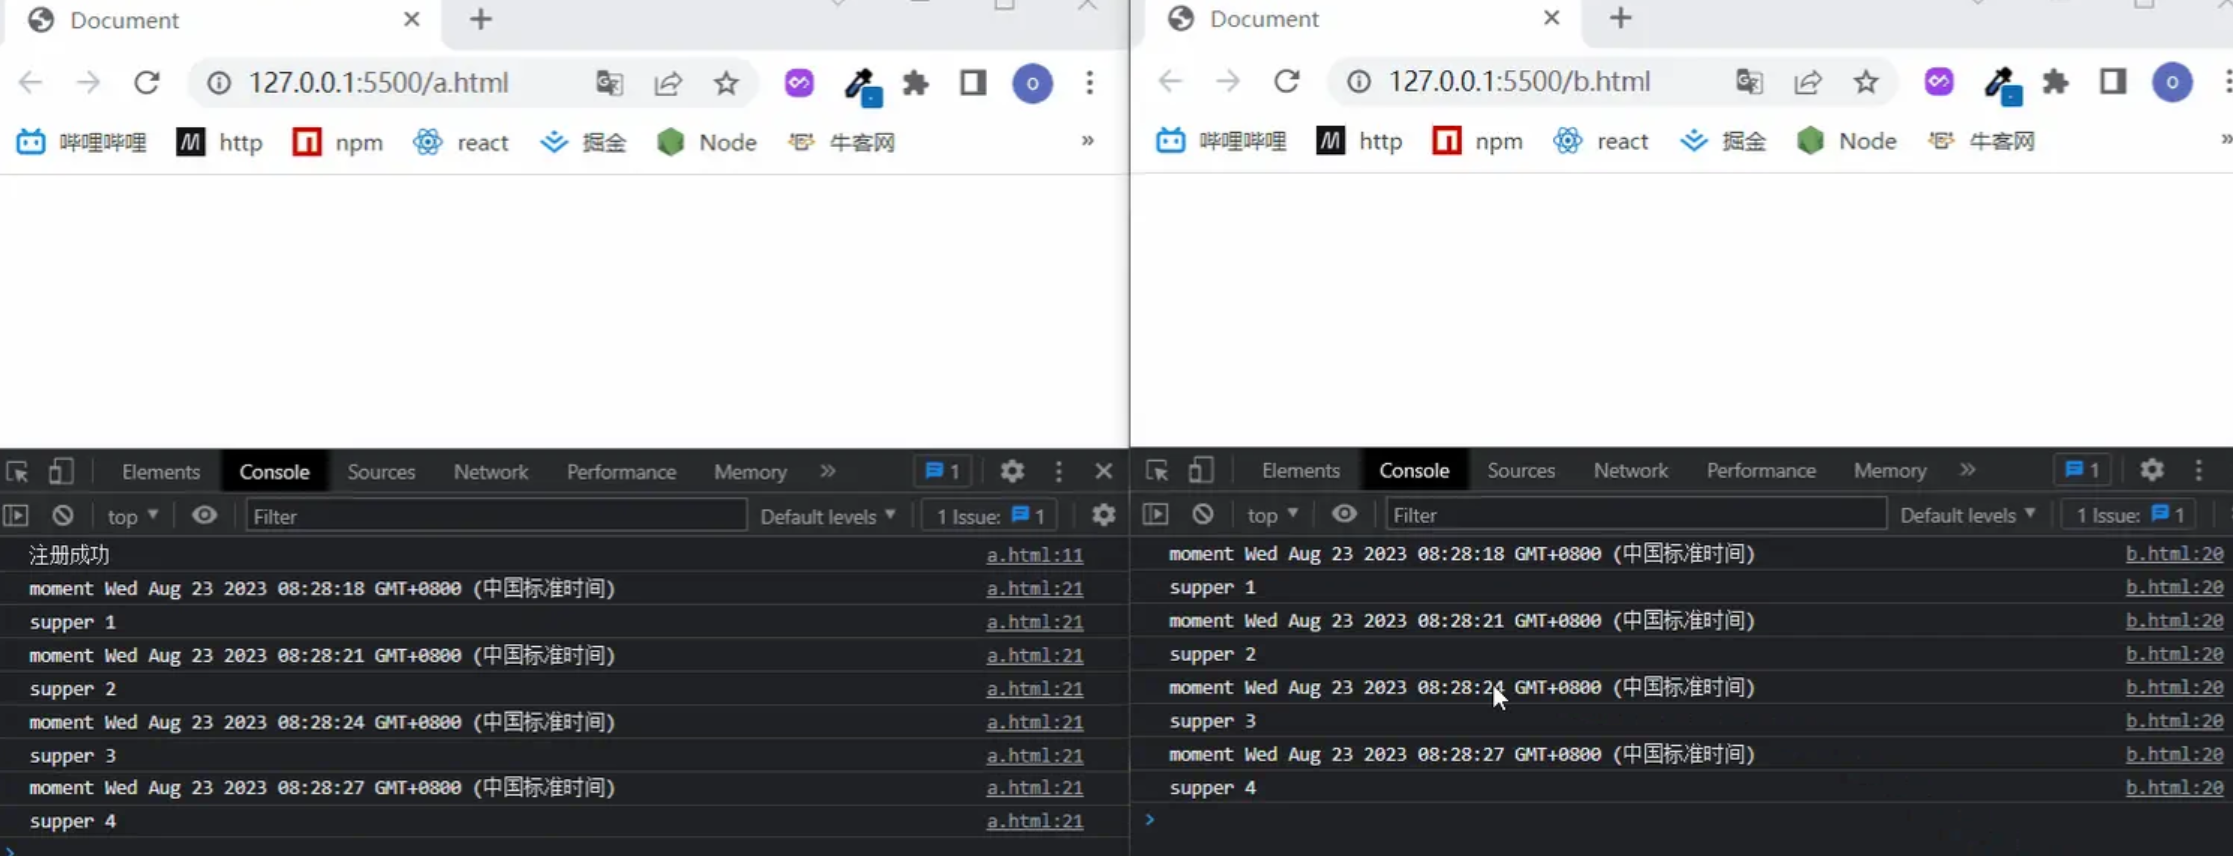 Document
127.0.0.1:5500/a.html
哔哩哔哩 http npm react 掘金 Node 牛客网 »
Elements Console Sources Network Performance Memory » 1
top Filter Default levels 1 Issue: 1
注册成功 a.html:11
moment Wed Aug 23 2023 08:28:18 GMT+0800 (中国标准时间) a.html:21
supper 1 a.html:21
moment Wed Aug 23 2023 08:28:21 GMT+0800 (中国标准时间) a.html:21
supper 2 a.html:21
moment Wed Aug 23 2023 08:28:24 GMT+0800 (中国标准时间) a.html:21
supper 3 a.html:21
moment Wed Aug 23 2023 08:28:27 GMT+0800 (中国标准时间) a.html:21
supper 4 a.html:21
Document
127.0.0.1:5500/b.html
哔哩哔哩 http npm react 掘金 Node 牛客网 »
Elements Console Sources Network Performance Memory » 1
top Filter Default levels 1 Issue: 1
moment Wed Aug 23 2023 08:28:18 GMT+0800 (中国标准时间) b.html:20
supper 1 b.html:20
moment Wed Aug 23 2023 08:28:21 GMT+0800 (中国标准时间) b.html:20
supper 2 b.html:20
moment Wed Aug 23 2023 08:28:24 GMT+0800 (中国标准时间) b.html:20
supper 3 b.html:20
moment Wed Aug 23 2023 08:28:27 GMT+0800 (中国标准时间) b.html:20
supper 4 b.html:20